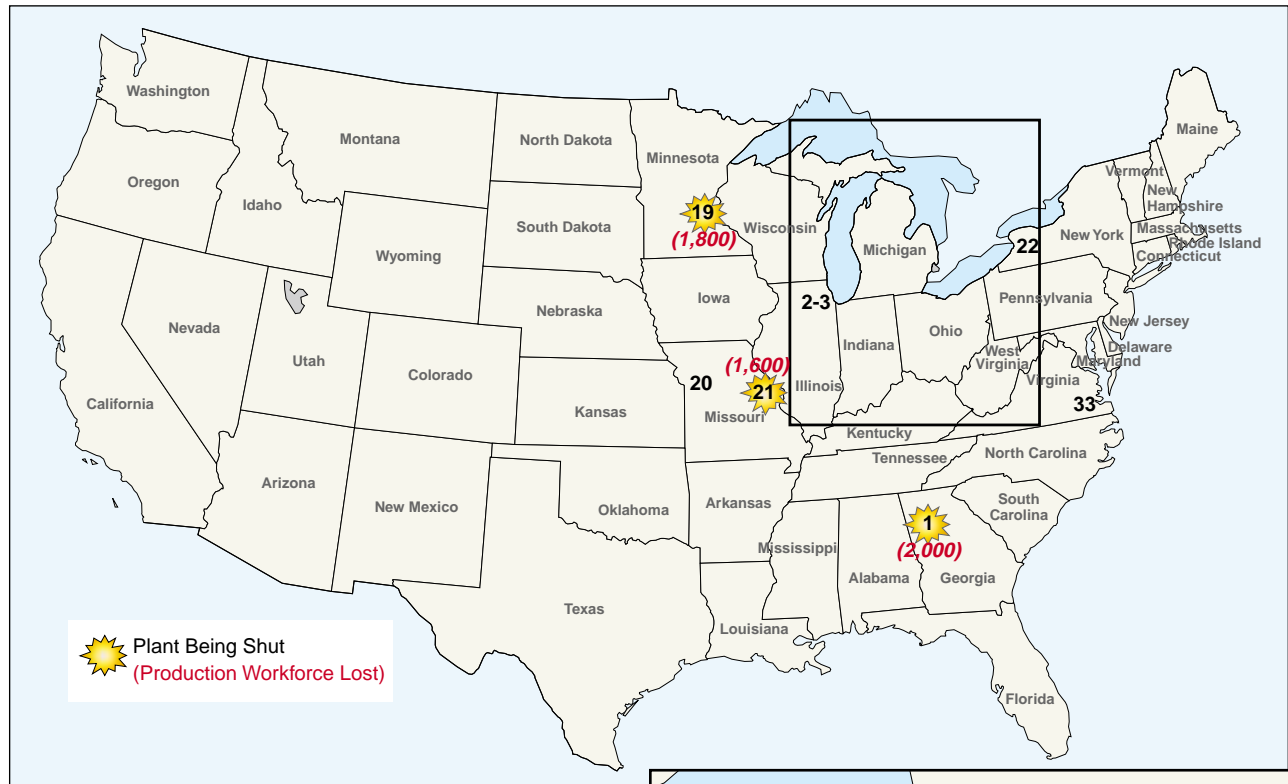 Washington
Montana
North Dakota
Minnesota
Maine
Oregon
Idaho
South Dakota
Wisconsin
Michigan
Vermont
New
Hampshire
New York
Massachusetts
Rhode Island
Connecticut
19
(1,800)
22
Wyoming
Iowa
2-3
Pennsylvania
Nebraska
Nevada
Utah
Colorado
Ohio
Indiana
Illinois
New Jersey
Delaware
Maryland
West
Virginia
Virginia
(1,600)
20
21
33
California
Kansas
Missouri
Kentucky
Tennessee
North Carolina
Arizona
New Mexico
Oklahoma
Arkansas
South
Carolina
1
(2,000)
Mississippi
Alabama
Georgia
Texas
Louisiana
Florida
Plant Being Shut
(Production Workforce Lost)